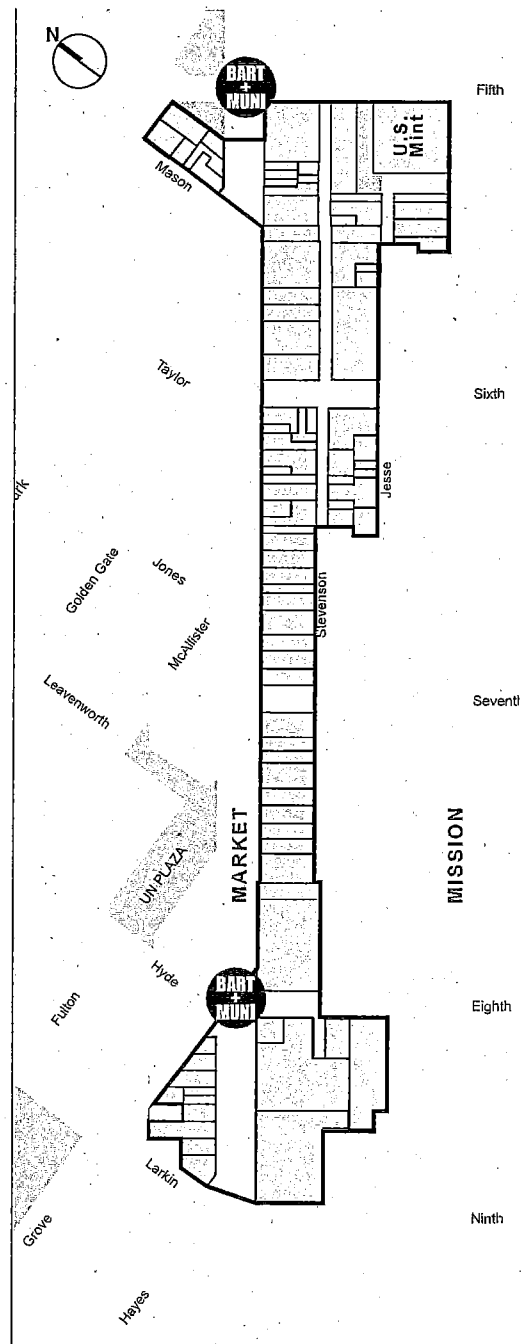 N
BART
+
MUNI
Fifth
U.S.
Mint
Mason
Taylor
Sixth
Jesse
Golden Gate
Jones
Stevenson
McAllister
Leavenworth
Seventh
MARKET
MISSION
UN PLAZA
Hyde
BART
+
MUNI
Fulton
Eighth
Larkin
Ninth
Grove
Hayes